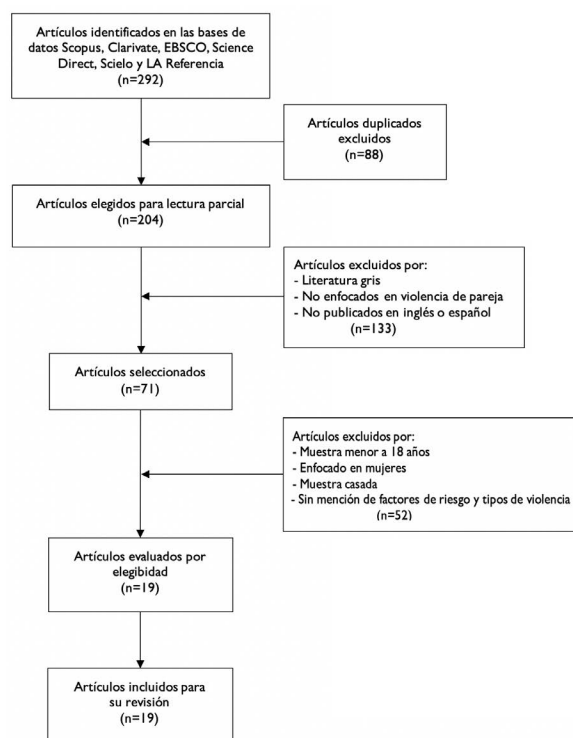 Artículos identificados en las bases de
datos Scopus, Clarivate, EBSCO, Science
Direct, Scielo y LA Referencia
(n=292)
Artículos duplicados
excluidos
(n=88)
Artículos elegidos para lectura parcial
(n=204)
Artículos excluidos por:
- Literatura gris
- No enfocados en violencia de pareja
- No publicados en inglés o español
(n=133)
Artículos seleccionados
(n=71)
Artículos excluidos por:
- Muestra menor a 18 años
- Enfocado en mujeres
- Muestra casada
- Sin mención de factores de riesgo y tipos de violencia
(n=52)
Artículos evaluados por
elegibidad
(n=19)
Artículos incluidos para
su revisión
(n=19)